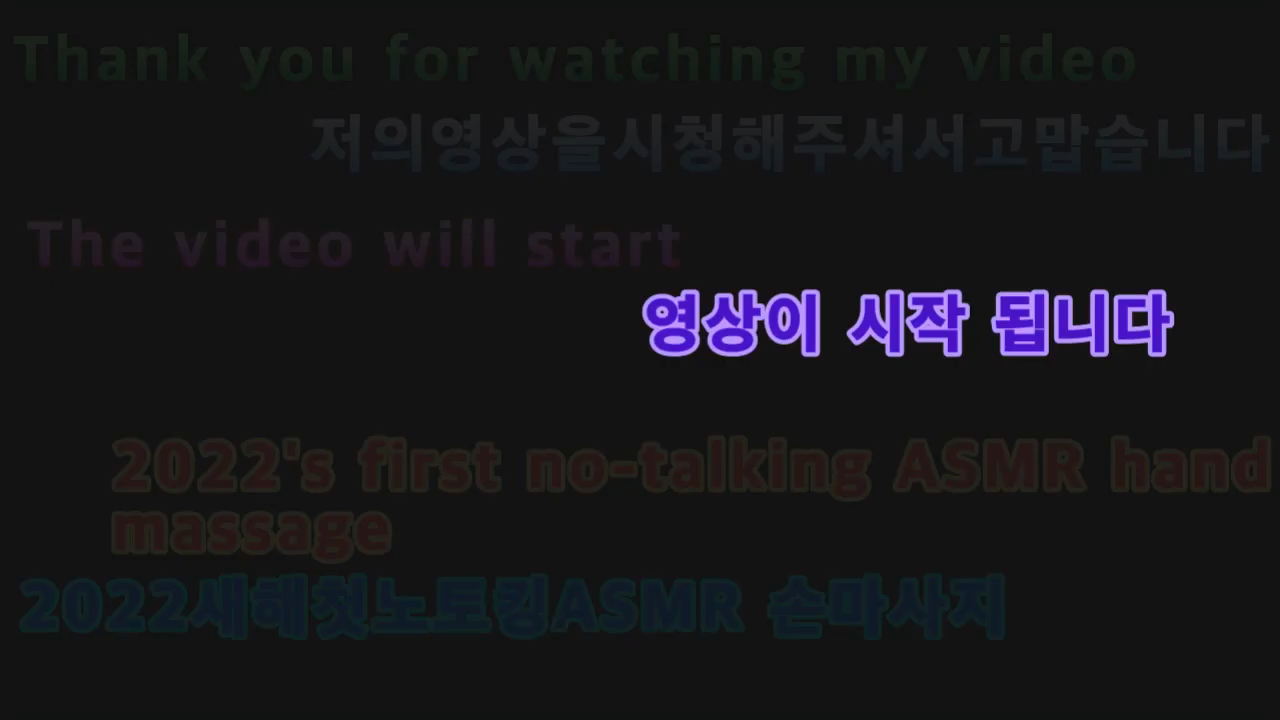 Thank you for watching my video
저의영상을시청해주셔서고맙습니다
The video will start
영상이 시작 됩니다
2022's first no-talking ASMR hand
massage
2022새해첫노토킹ASMR 손마사지